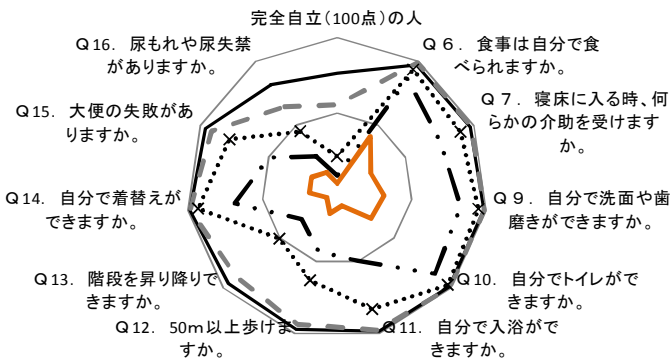 完全自立(100点)の人
Q6. 食事は自分で食
べられますか。
Q7. 寝床に入る時、何
らかの介助を受けます
か。
Q9. 自分で洗面や歯
磨きができますか。
Q10. 自分でトイレがで
きますか。
Q11. 自分で入浴がで
きますか。
Q12. 50m以上歩けま
すか。
Q13. 階段を昇り降りで
きますか。
Q14. 自分で着替えが
できますか。
Q15. 大便の失敗があ
りますか。
Q16. 尿もれや尿失禁
がありますか。